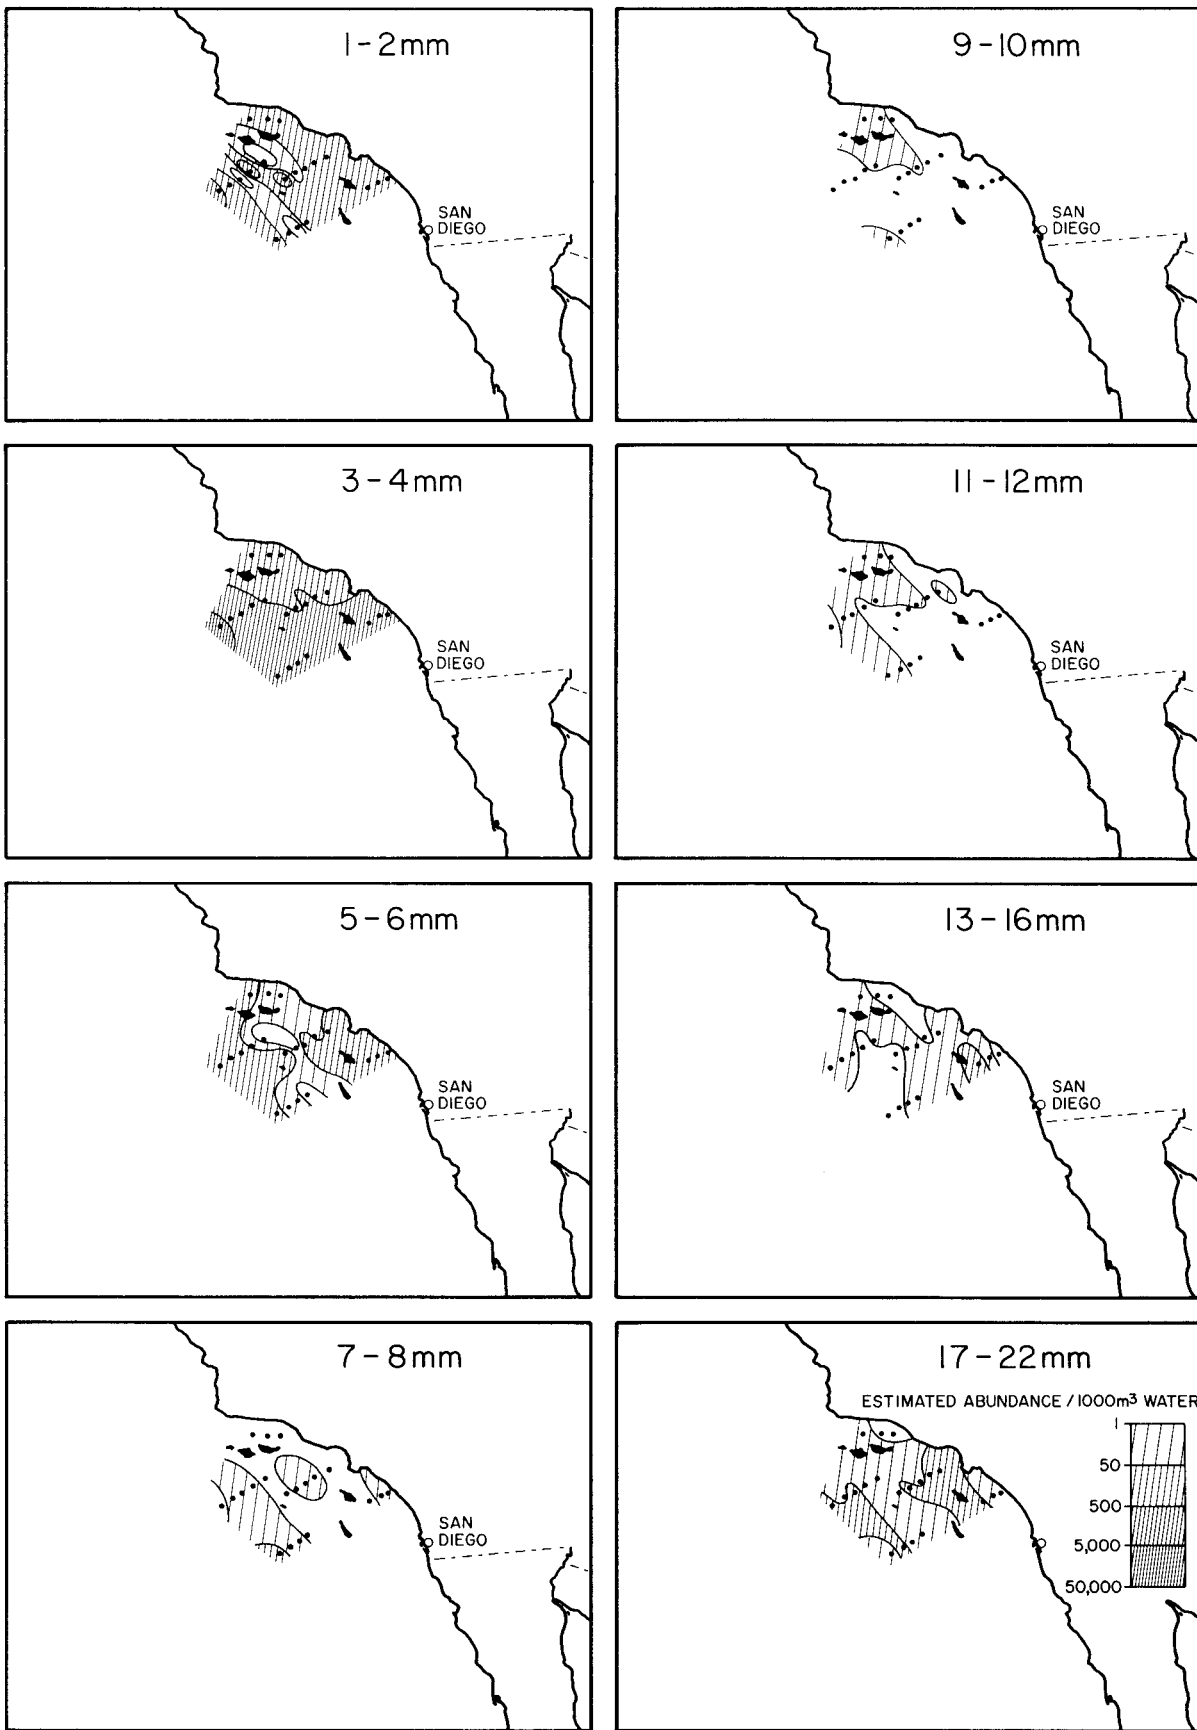 1-2mm
SAN
DIEGO
9-10mm
SAN
DIEGO
3-4mm
SAN
DIEGO
11-12mm
SAN
DIEGO
5-6mm
SAN
DIEGO
13-16mm
SAN
DIEGO
7-8mm
SAN
DIEGO
17-22mm
ESTIMATED ABUNDANCE / 1000m³ WATER
1
50
500
5,000
50,000